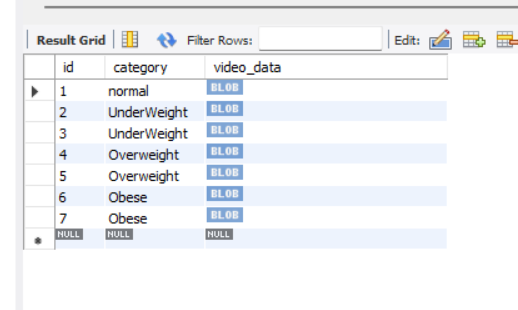 Result Grid Filter Rows: Edit:
id category video_data
1 normal BLOB
2 UnderWeight BLOB
3 UnderWeight BLOB
4 Overweight BLOB
5 Overweight BLOB
6 Obese BLOB
7 Obese BLOB
NULL NULL NULL